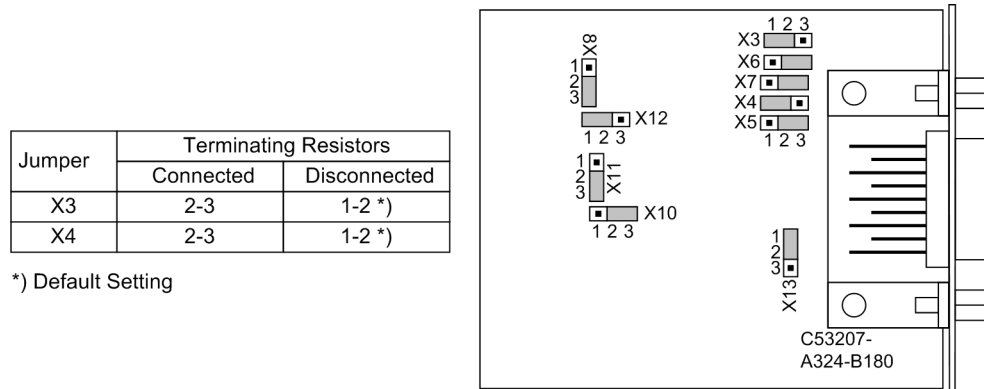 Jumper
Terminating Resistors
Connected Disconnected
X3 2-3 1-2 *)
X4 2-3 1-2 *)
*) Default Setting
1 2 3
X3
X6
X7
X4
X5
1 2 3
X8
1
2
3
X12
1 2 3
1
2
3
X11
X10
1 2 3
1
2
3
X13
C53207-
A324-B180